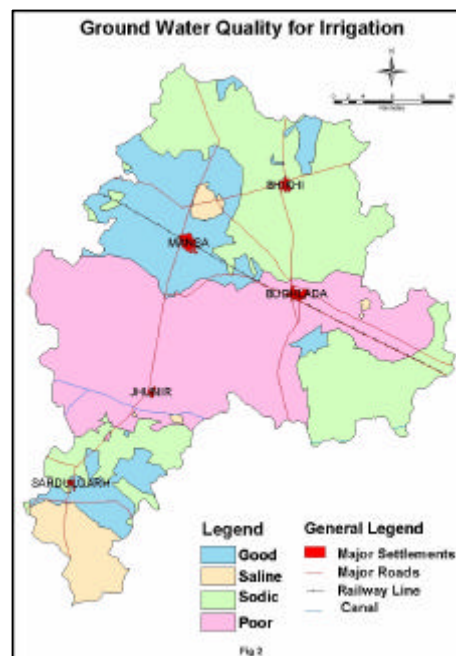 Ground Water Quality for Irrigation
N
BHIKHI
MANSA
BUDHLADA
JHUNIR
SARDULGARH
Legend
Good
Saline
Sodic
Poor
General Legend
Major Settlements
Major Roads
Railway Line
Canal
Fig 2